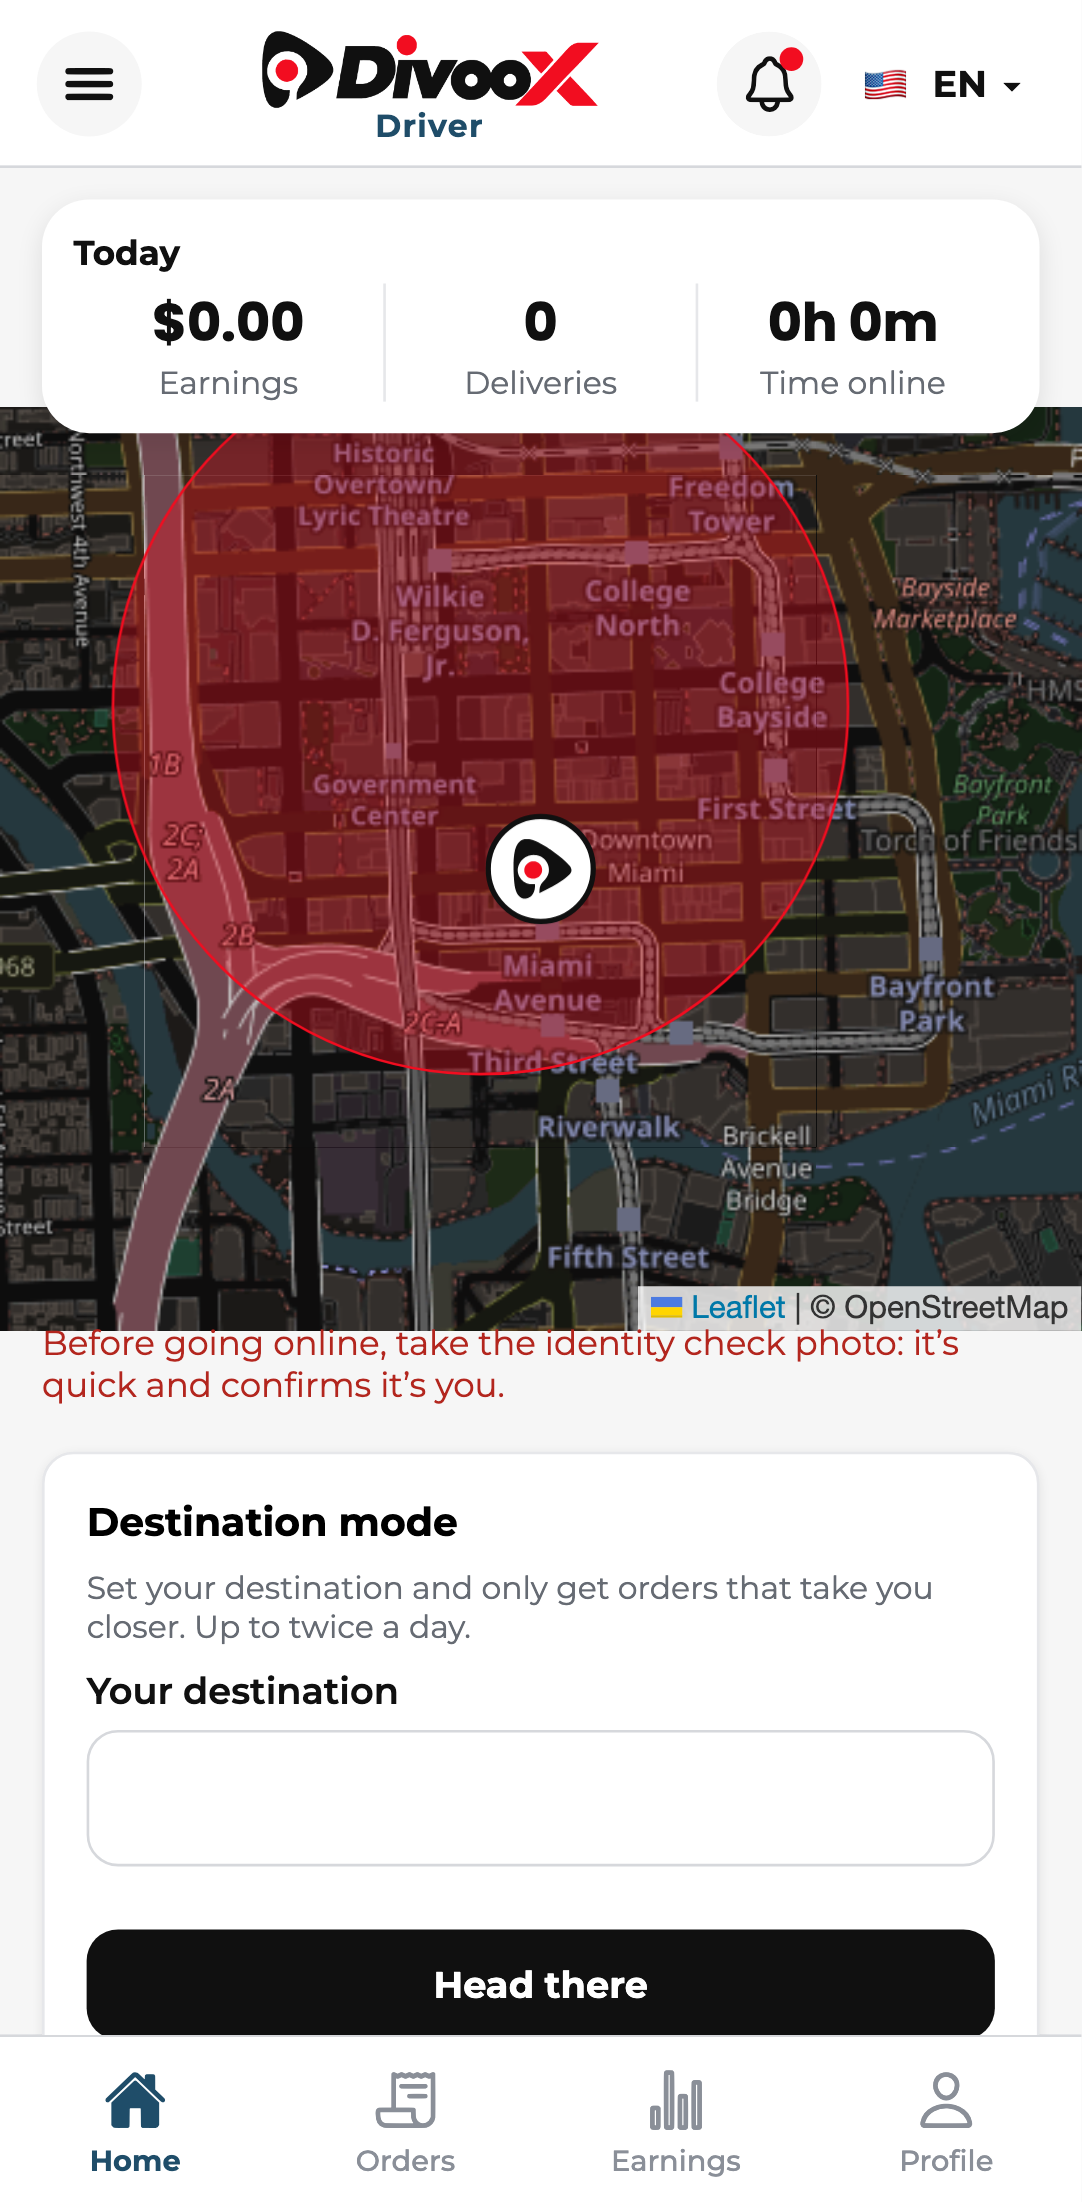 DivooX
Driver
EN
Today
$0.00
0
0h 0m
Earnings
Deliveries
Time online
reet
Northwest 4th Avenue
Historic
Overtown/
Lyric Theatre
Freedom
Tower
F
Wilkie
D. Ferguson,
Jr.
College
North
Bayside
Marketplace
College
Bayside
HMS
1B
Government
Center
First Street
Bayfront
Park
Torch of Friends
2C;
2A
Downtown
Miami
2B
968
Miami
Avenue
Bayfront
Park
2C-A
Third Street
2A
Miami R
Riverwalk
Brickell
Avenue
Bridge
Street
Fifth Street
Leaflet | © OpenStreetMap
Before going online, take the identity check photo: it’s
quick and confirms it’s you.
Destination mode
Set your destination and only get orders that take you
closer. Up to twice a day.
Your destination
Head there
Home
Orders
Earnings
Profile